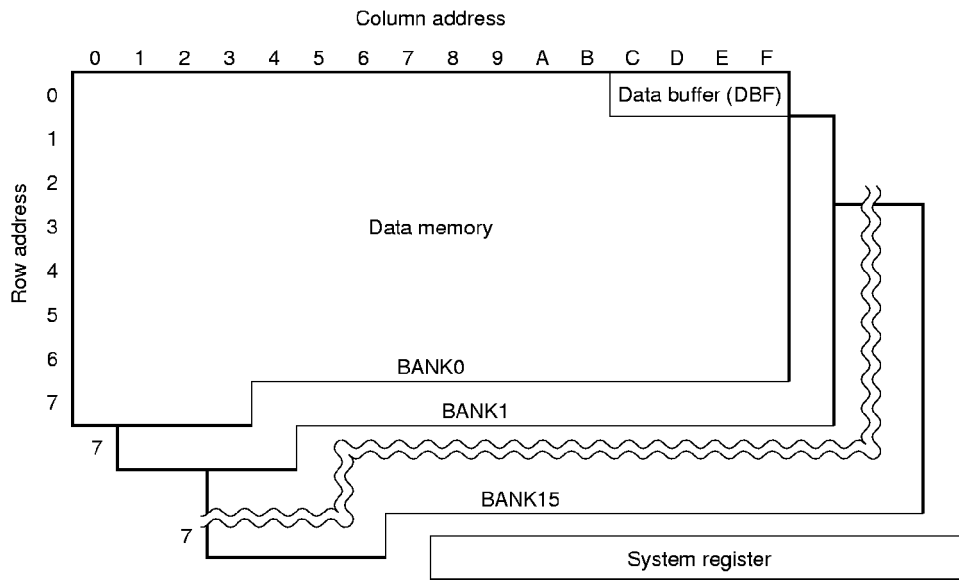 Column address
0 1 2 3 4 5 6 7 8 9 A B C D E F
0
Data buffer (DBF)
1
2
Row address
3
Data memory
4
5
6
BANK0
7
BANK1
7
BANK15
7
System register